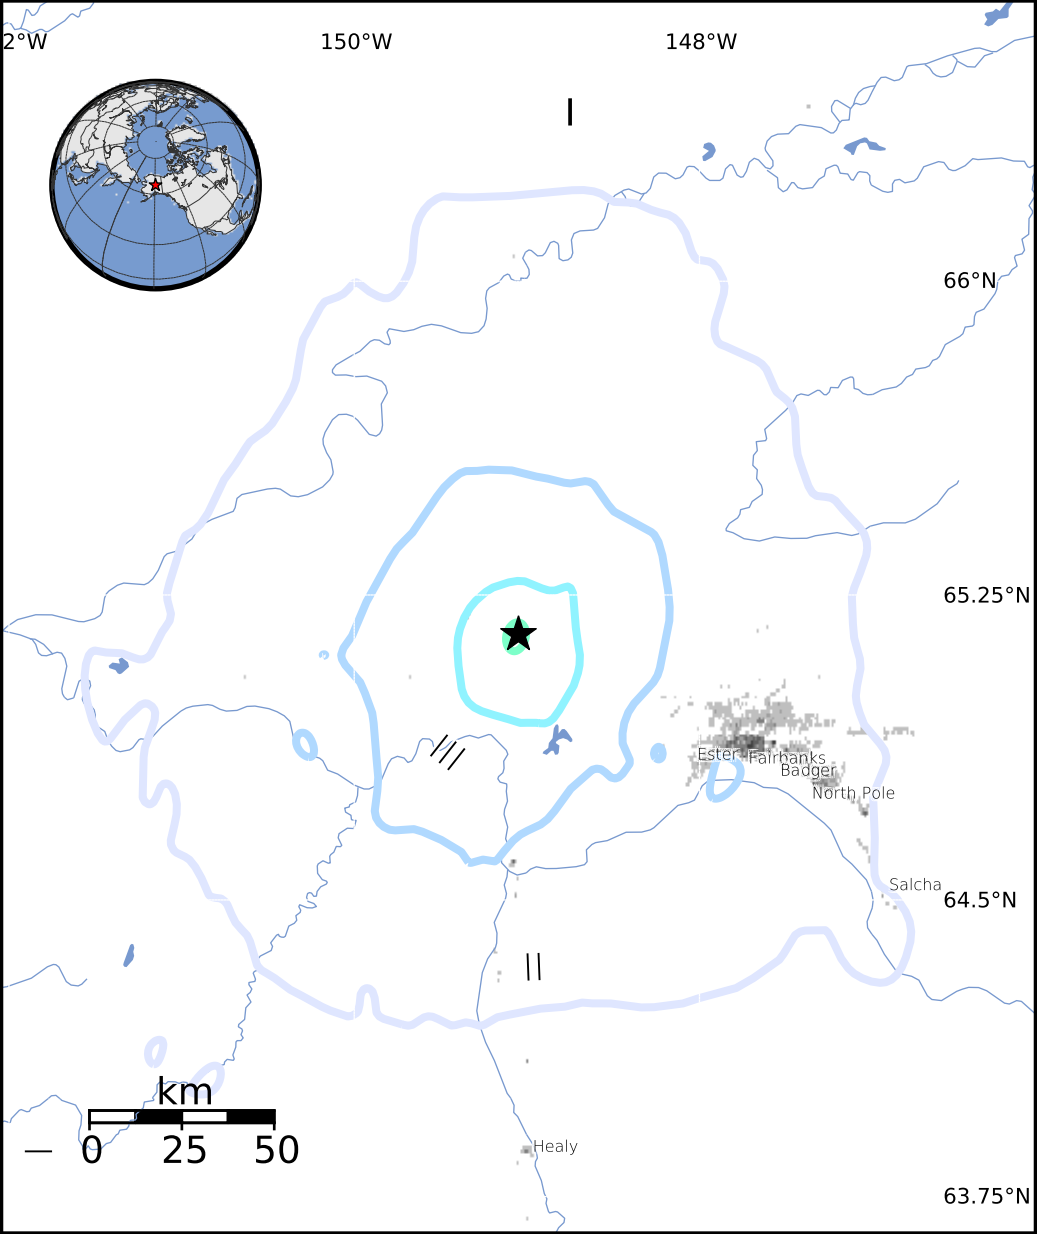 2°W 150°W 148°W
I
66°N
65.25°N
III
Ester Fairbanks
Badger
North Pole
Salcha
64.5°N
II
km
0 25 50
I
Healy
63.75°N